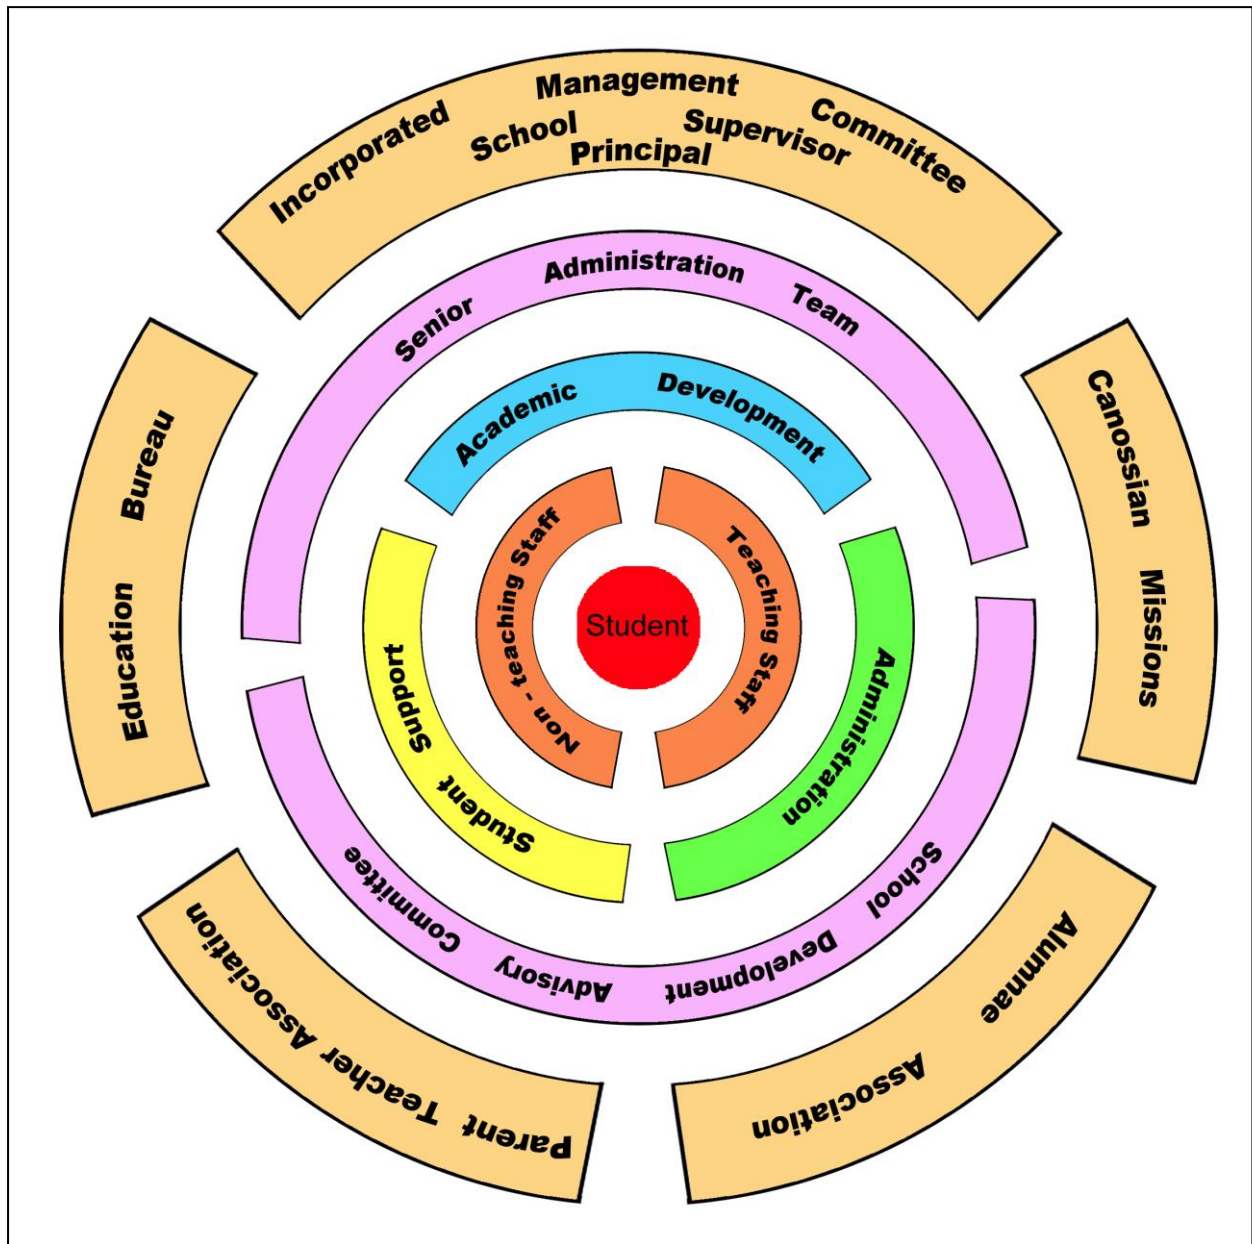 Incorporated Management Committee
School Supervisor
Principal
Senior Administration Team
Academic Development
Education Bureau
Canossian Missions
Non - teaching Staff
Teaching Staff
Student
Student Support
Administration
School Development Advisory Committee
Parent Teacher Association
Alumnae Association